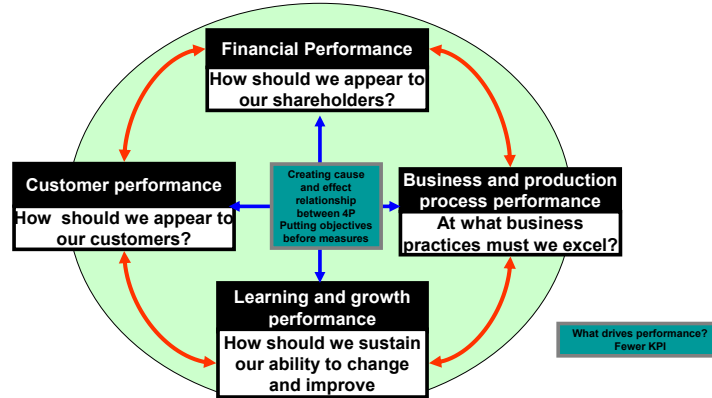 Financial Performance
How should we appear to
our shareholders?
Customer performance
How should we appear to
our customers?
Creating cause
and effect
relationship
between 4P
Putting objectives
before measures
Business and production
process performance
At what business
practices must we excel?
Learning and growth
performance
How should we sustain
our ability to change
and improve
What drives performance?
Fewer KPI